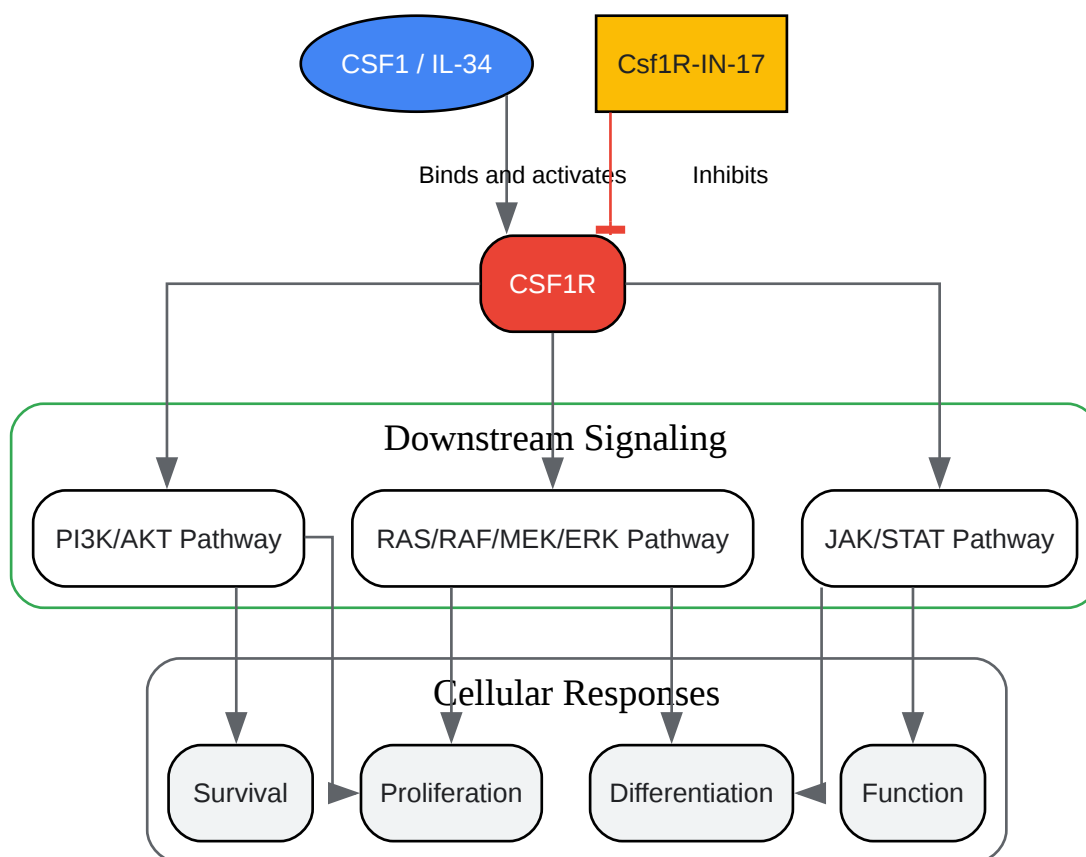 CSF1 / IL-34
Csf1R-IN-17
Binds and activates
Inhibits
CSF1R
Downstream Signaling
PI3K/AKT Pathway
RAS/RAF/MEK/ERK Pathway
JAK/STAT Pathway
Cellular Responses
Survival
Proliferation
Differentiation
Function